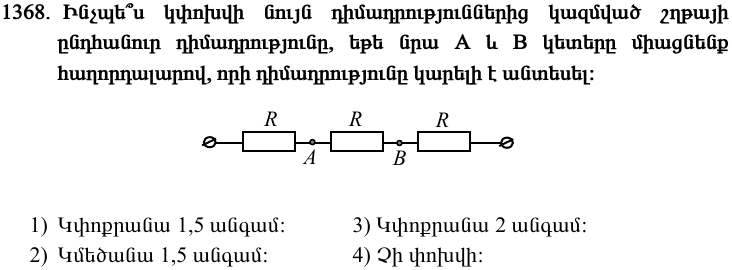 1368. Ինչպե՞ս կփոխվի նույն դիմադրություններից կազմված շղթայի
ընդհանուր դիմադրությունը, եթե նրա A և B կետերը միացնենք
հաղորդալարով, որի դիմադրությունը կարելի է անտեսել:
R R R
A B
1) Կփոքրանա 1,5 անգամ: 3) Կփոքրանա 2 անգամ:
2) Կմեծանա 1,5 անգամ: 4) Չի փոխվի: